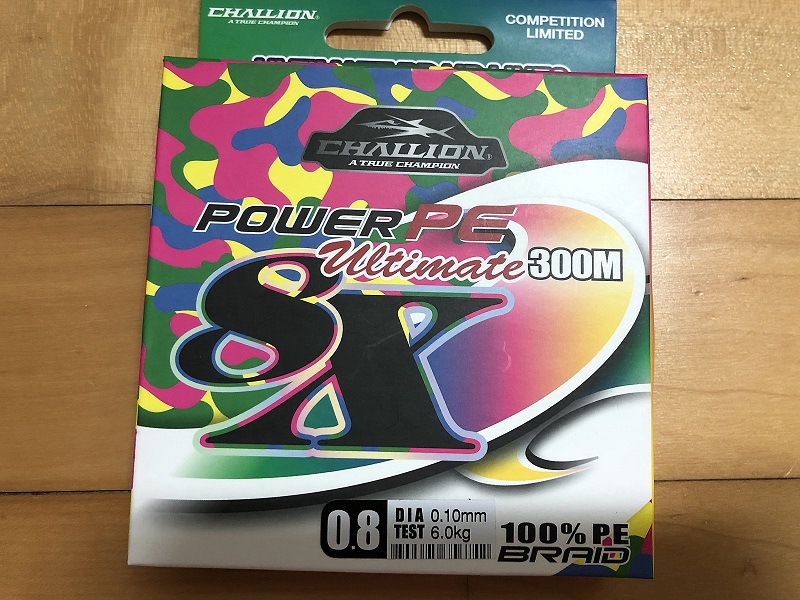 CHALLION
A TRUE CHAMPION
COMPETITION
LIMITED
CHALLION®
A TRUE CHAMPION
POWER PE
Ultimate 300M
8X
0.8
DIA 0.10mm
TEST 6.0kg
100% PE
BRAID